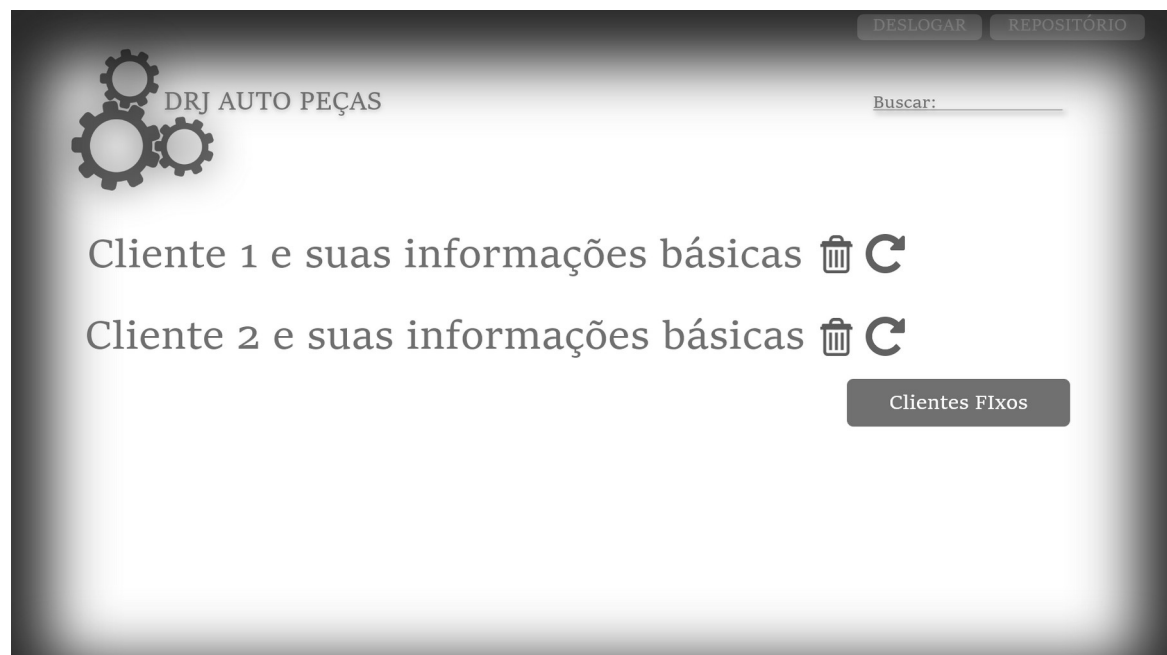 DESLOGAR REPOSITÓRIO
DRJ AUTO PEÇAS
Buscar:
Cliente 1 e suas informações básicas
Cliente 2 e suas informações básicas
Clientes FIxos